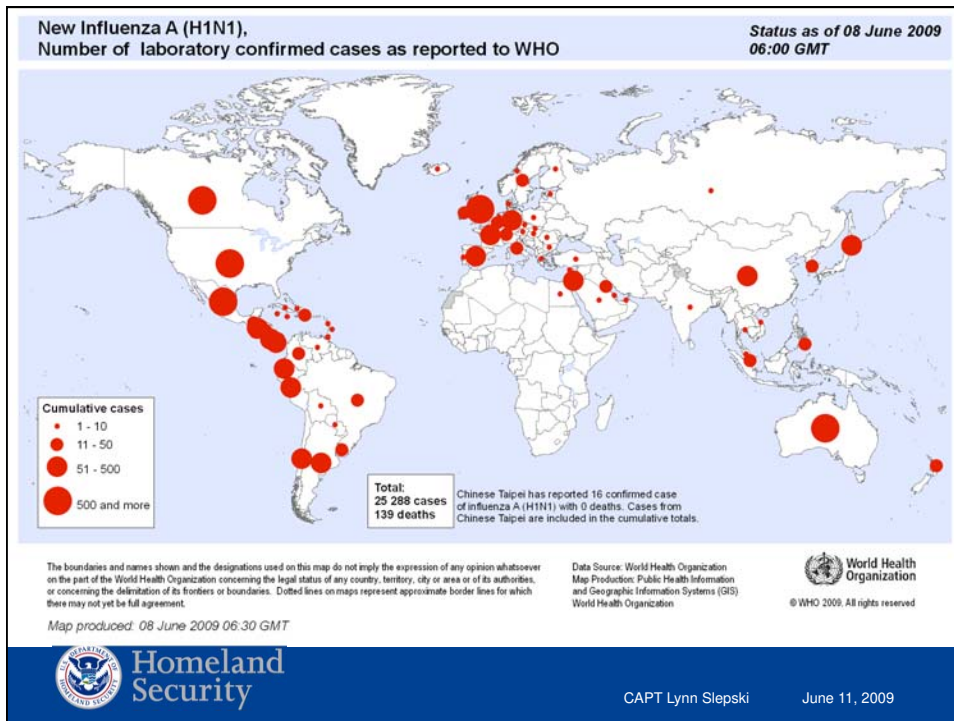 New Influenza A (H1N1),
Number of laboratory confirmed cases as reported to WHO
Status as of 08 June 2009
06:00 GMT
Cumulative cases
1 - 10
11 - 50
51 - 500
500 and more
Total:
25 288 cases
139 deaths
Chinese Taipei has reported 16 confirmed case
of influenza A (H1N1) with 0 deaths. Cases from
Chinese Taipei are included in the cumulative totals.
The boundaries and names shown and the designations used on this map do not imply the expression of any opinion whatsoever
on the part of the World Health Organization concerning the legal status of any country, territory, city or area or of its authorities,
or concerning the delimitation of its frontiers or boundaries. Dotted lines on maps represent approximate border lines for which
there may not yet be full agreement.
Data Source: World Health Organization
Map Production: Public Health Information
and Geographic Information Systems (GIS)
World Health Organization
World Health
Organization
© WHO 2009. All rights reserved
Map produced: 08 June 2009 06:30 GMT
U.S. DEPARTMENT OF
HOMELAND SECURITY
Homeland
Security
CAPT Lynn Slepski
June 11, 2009